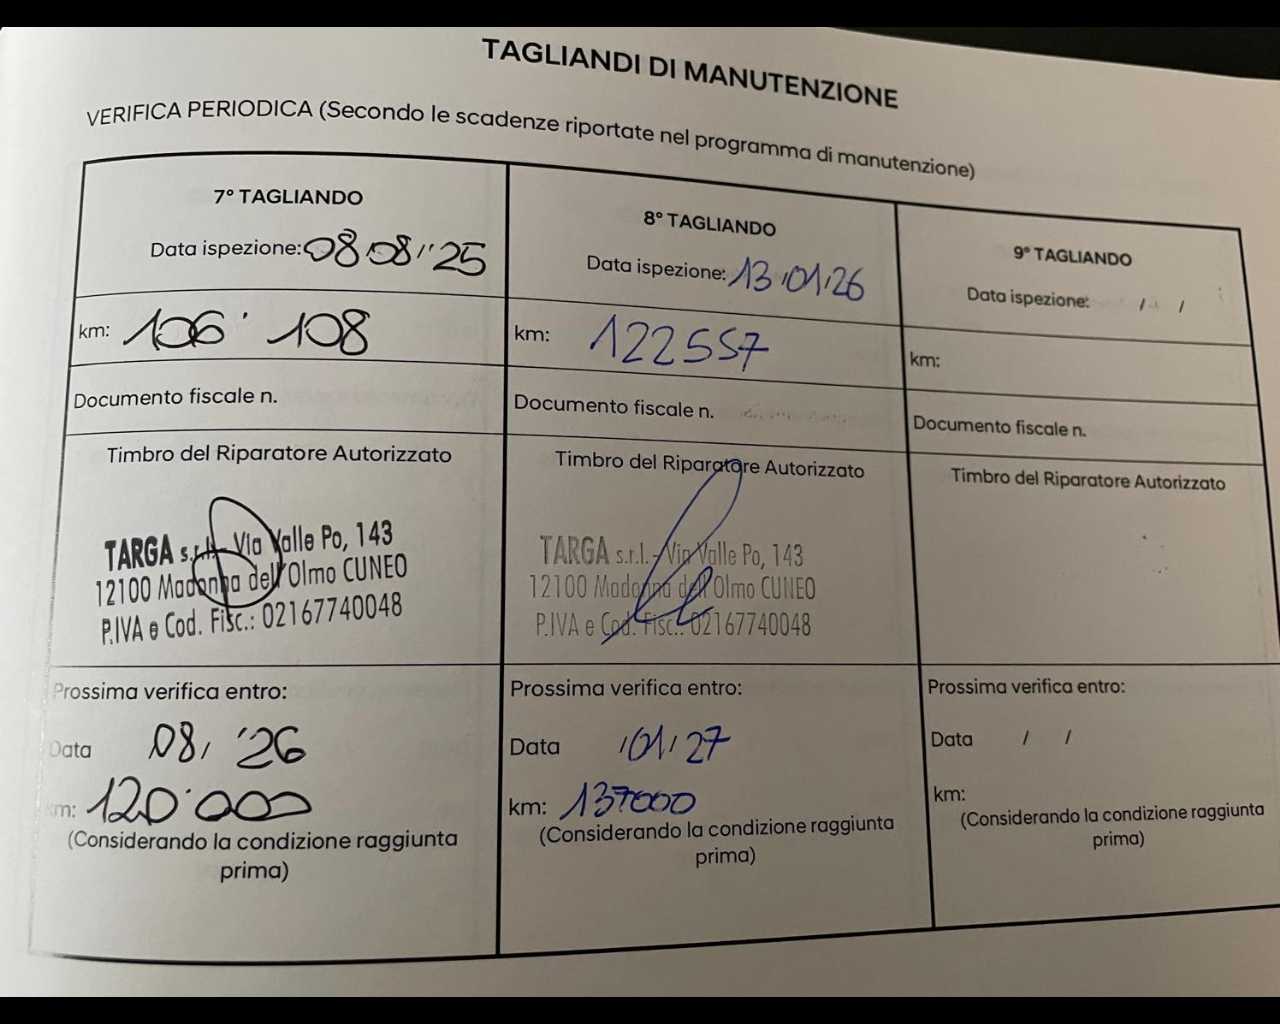 TAGLIANDI DI MANUTENZIONE
VERIFICA PERIODICA (Secondo le scadenze riportate nel programma di manutenzione)
7° TAGLIANDO
Data ispezione: 08 08 '25
km: 106' 108
Documento fiscale n.
Timbro del Riparatore Autorizzato
TARGA s.r.l. - Via Valle Po, 143
12100 Madonna dell'Olmo CUNEO
P.IVA e Cod. Fisc.: 02167740048
Prossima verifica entro:
Data 08/ '26
km: 120'000
(Considerando la condizione raggiunta
prima)
8° TAGLIANDO
Data ispezione: 13/01/26
km: 122557
Documento fiscale n.
Timbro del Riparatore Autorizzato
TARGA s.r.l. - Via Valle Po, 143
12100 Madonna dell'Olmo CUNEO
P.IVA e Cod. Fisc.: 02167740048
Prossima verifica entro:
Data /01/27
km: 137000
(Considerando la condizione raggiunta
prima)
9° TAGLIANDO
Data ispezione: / /
km:
Documento fiscale n.
Timbro del Riparatore Autorizzato
Prossima verifica entro:
Data / /
km:
(Considerando la condizione raggiunta
prima)